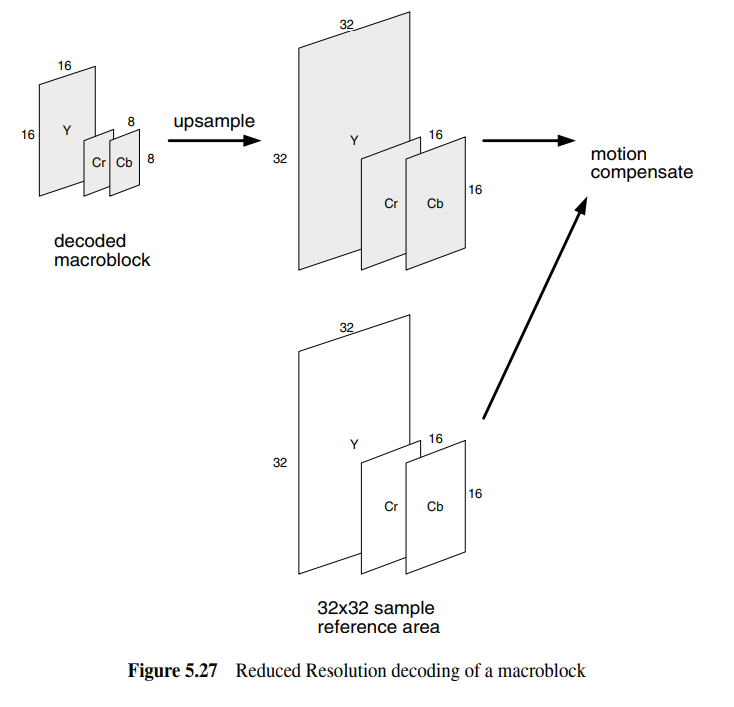 16
16
Y
8
Cr
Cb
8
decoded
macroblock
upsample
32
32
Y
16
Cr
Cb
16
motion
compensate
32
32
Y
16
Cr
Cb
16
32x32 sample
reference area
Figure 5.27 Reduced Resolution decoding of a macroblock